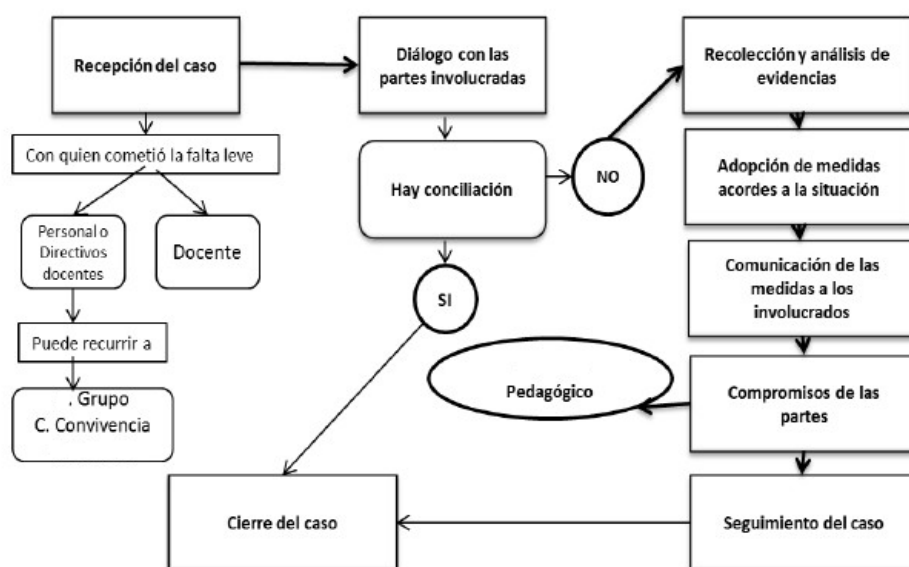 Recepción del caso
Diálogo con las
partes involucradas
Recolección y análisis de
evidencias
Con quien cometió la falta leve
Hay conciliación
NO
Adopción de medidas
acordes a la situación
Personal o
Directivos
docentes
Docente
SI
Comunicación de las
medidas a los
involucrados
Puede recurrir a
. Grupo
C. Convivencia
Pedagógico
Compromisos de las
partes
Cierre del caso
Seguimiento del caso